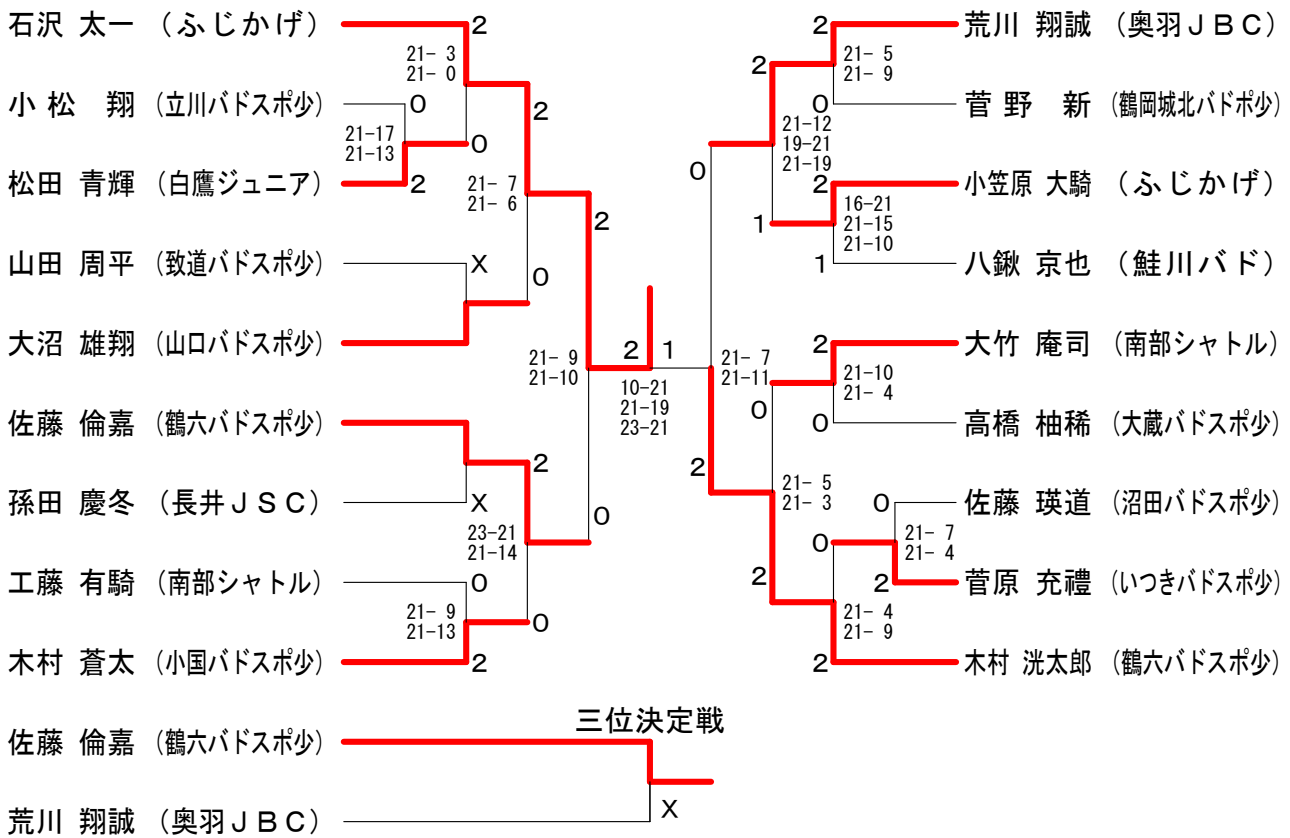 石沢 太一 (ふじかげ)
2
21- 3
21- 0
小 松 翔 (立川バドスポ少)
0
21-17
21-13
0
松田 青輝 (白鷹ジュニア)
2
2
21- 7
21- 6
山田 周平 (致道バドスポ少)
X
0
大沼 雄翔 (山口バドスポ少)
2
21- 9
21-10
佐藤 倫嘉 (鶴六バドスポ少)
2
孫田 慶冬 (長井JSC)
X
23-21
21-14
0
工藤 有騎 (南部シャトル)
0
21- 9
21-13
0
木村 蒼太 (小国バドスポ少)
2
2
1
10-21
21-19
23-21
2
荒川 翔誠 (奥羽JBC)
21- 5
21- 9
2
0
菅 野 新 (鶴岡城北バドポ少)
21-12
19-21
21-19
0
2
小笠原 大騎 (ふじかげ)
16-21
21-15
21-10
1
1
八鍬 京也 (鮭川バド)
21- 7
21-11
2
大竹 庵司 (南部シャトル)
21-10
21- 4
0
0
高橋 柚稀 (大蔵バドスポ少)
2
21- 5
21- 3
0
佐藤 瑛道 (沼田バドスポ少)
21- 7
21- 4
0
2
菅原 充禮 (いつきバドスポ少)
2
21- 4
21- 9
2
木村 洸太郎 (鶴六バドスポ少)
三位決定戦
佐藤 倫嘉 (鶴六バドスポ少)
X
荒川 翔誠 (奥羽JBC)